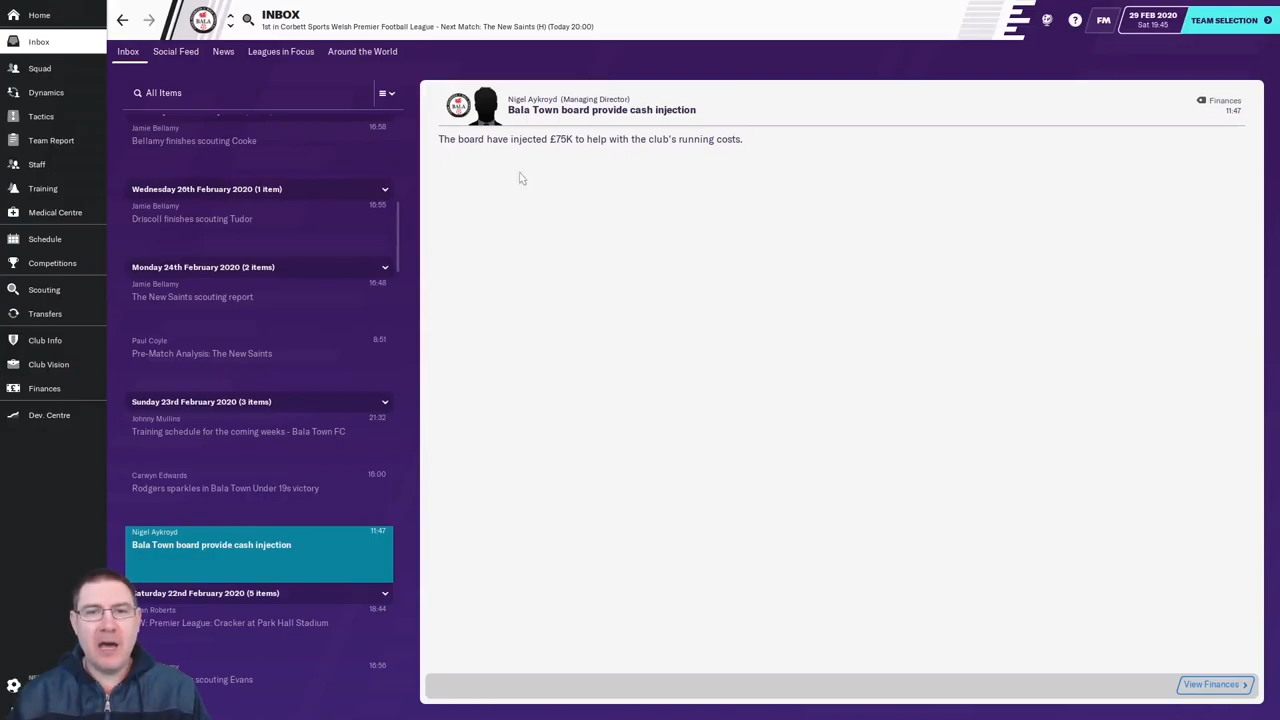 Home
Inbox
Squad
Dynamics
Tactics
Team Report
Staff
Training
Medical Centre
Schedule
Competitions
Scouting
Transfers
Club Info
Club Vision
Finances
Dev. Centre
BALA
INBOX
1st in Corbett Sports Welsh Premier Football League - Next Match: The New Saints (H) (Today 20:00)
FM
29 FEB 2020
Sat 19:45
TEAM SELECTION
Inbox Social Feed News Leagues in Focus Around the World
All Items
Jamie Bellamy 16:58
Bellamy finishes scouting Cooke
Wednesday 26th February 2020 (1 item)
Jamie Bellamy 16:55
Driscoll finishes scouting Tudor
Monday 24th February 2020 (2 items)
Jamie Bellamy 16:48
The New Saints scouting report
Paul Coyle 8:51
Pre-Match Analysis: The New Saints
Sunday 23rd February 2020 (3 items)
Johnny Mullins 21:32
Training schedule for the coming weeks - Bala Town FC
Carwyn Edwards 16:00
Rodgers sparkles in Bala Town Under 19s victory
Nigel Aykroyd 11:47
Bala Town board provide cash injection
Saturday 22nd February 2020 (5 items)
Roberts 18:44
Premier League: Cracker at Park Hall Stadium
16:56
scouting Evans
BALA
Nigel Aykroyd (Managing Director)
Bala Town board provide cash injection
Finances
11:47
The board have injected £75K to help with the club's running costs.
View Finances